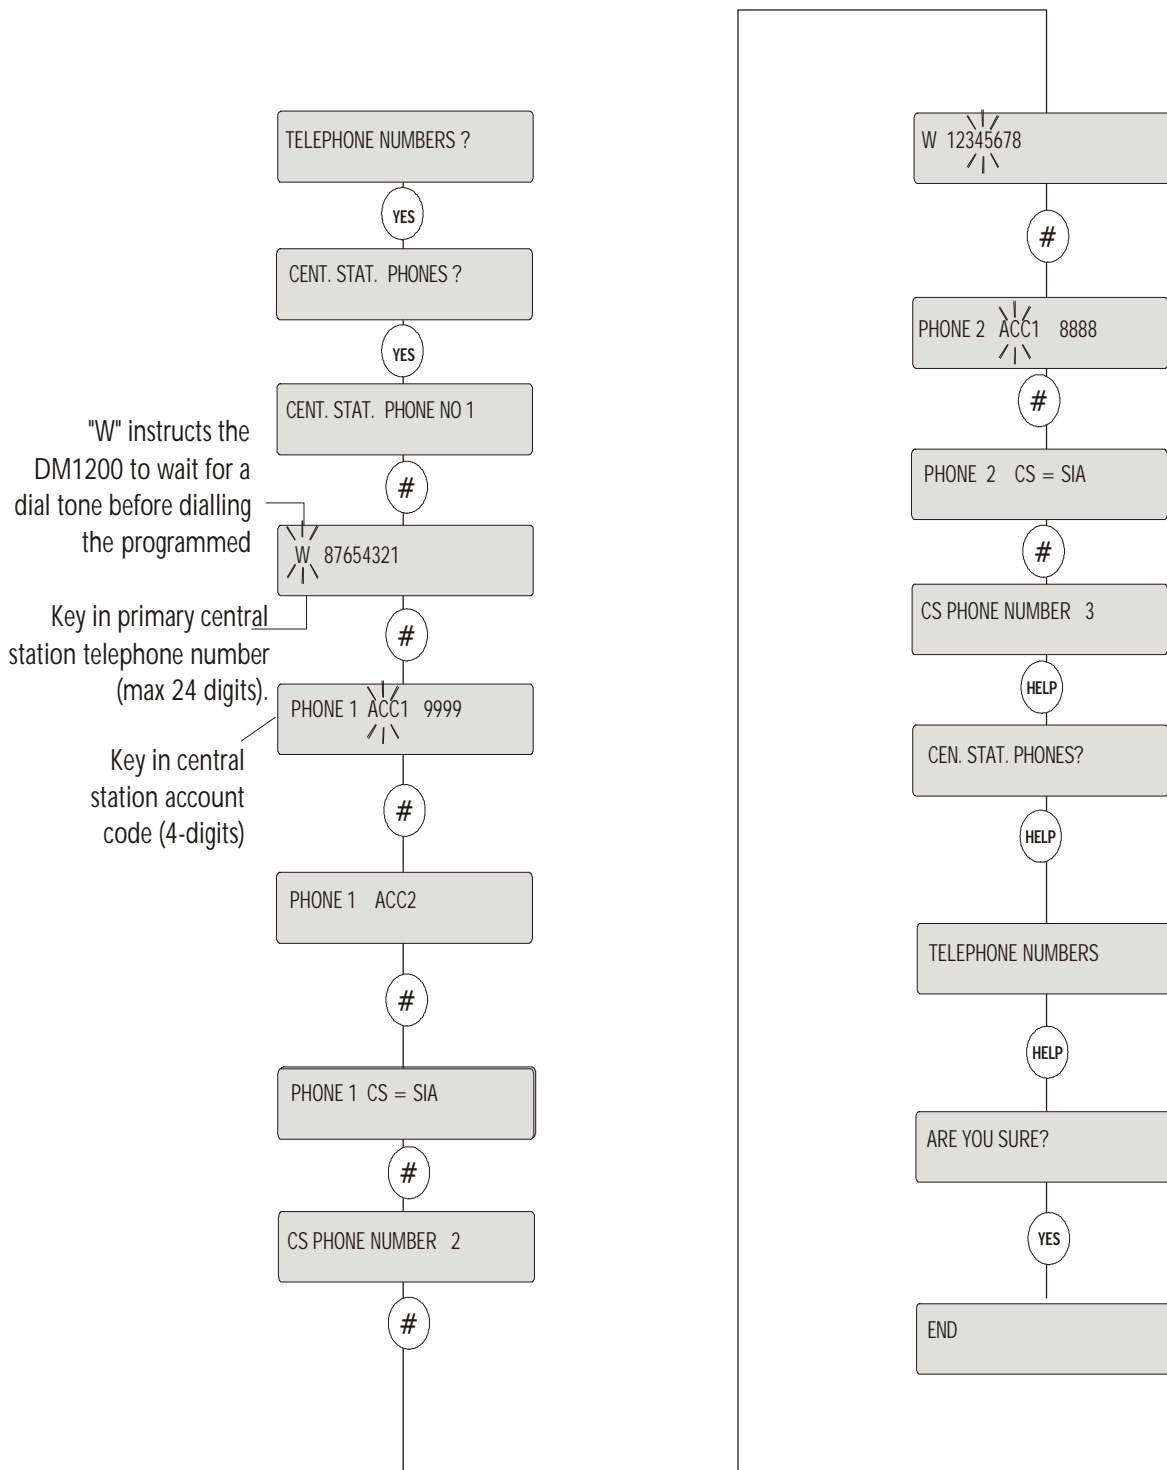 TELEPHONE NUMBERS ?
YES
CENT. STAT. PHONES ?
YES
CENT. STAT. PHONE NO 1
#
"W" instructs the
DM1200 to wait for a
dial tone before dialling
the programmed
W 87654321
Key in primary central
station telephone number
(max 24 digits).
#
PHONE 1 ACC1 9999
Key in central
station account
code (4-digits)
#
PHONE 1 ACC2
#
PHONE 1 CS = SIA
#
CS PHONE NUMBER 2
#
W 12345678
#
PHONE 2 ACC1 8888
#
PHONE 2 CS = SIA
#
CS PHONE NUMBER 3
HELP
CEN. STAT. PHONES?
HELP
TELEPHONE NUMBERS
HELP
ARE YOU SURE?
YES
END